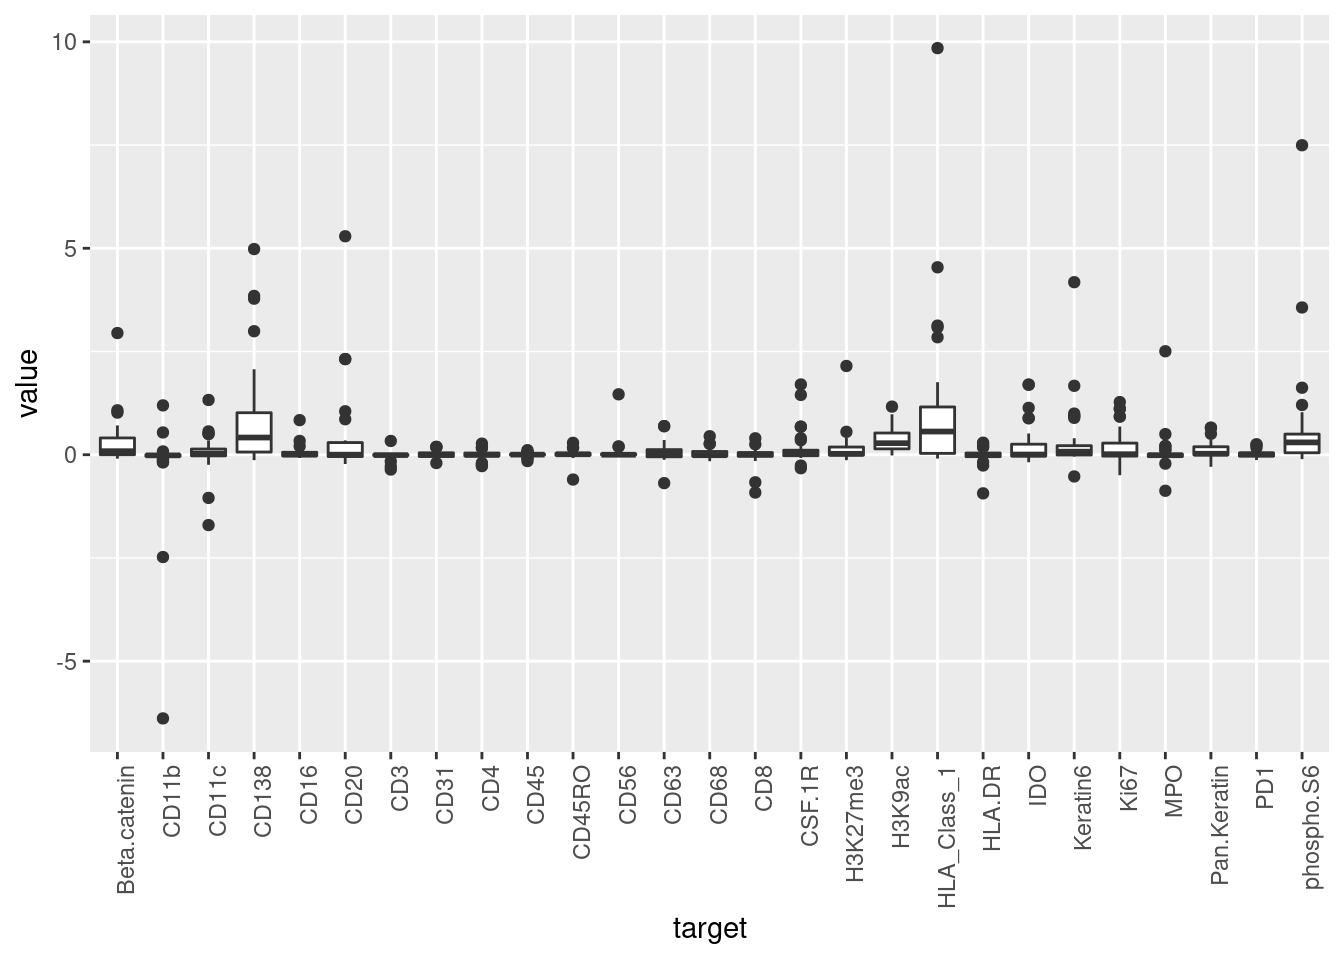 10
5
0
-5
value
Beta.catenin
CD11b
CD11c
CD138
CD16
CD20
CD3
CD31
CD4
CD45
CD45RO
CD56
CD63
CD68
CD8
CSF.1R
H3K27me3
H3K9ac
HLA_Class_1
HLA.DR
IDO
Keratin6
Ki67
MPO
Pan.Keratin
PD1
phospho.S6
target